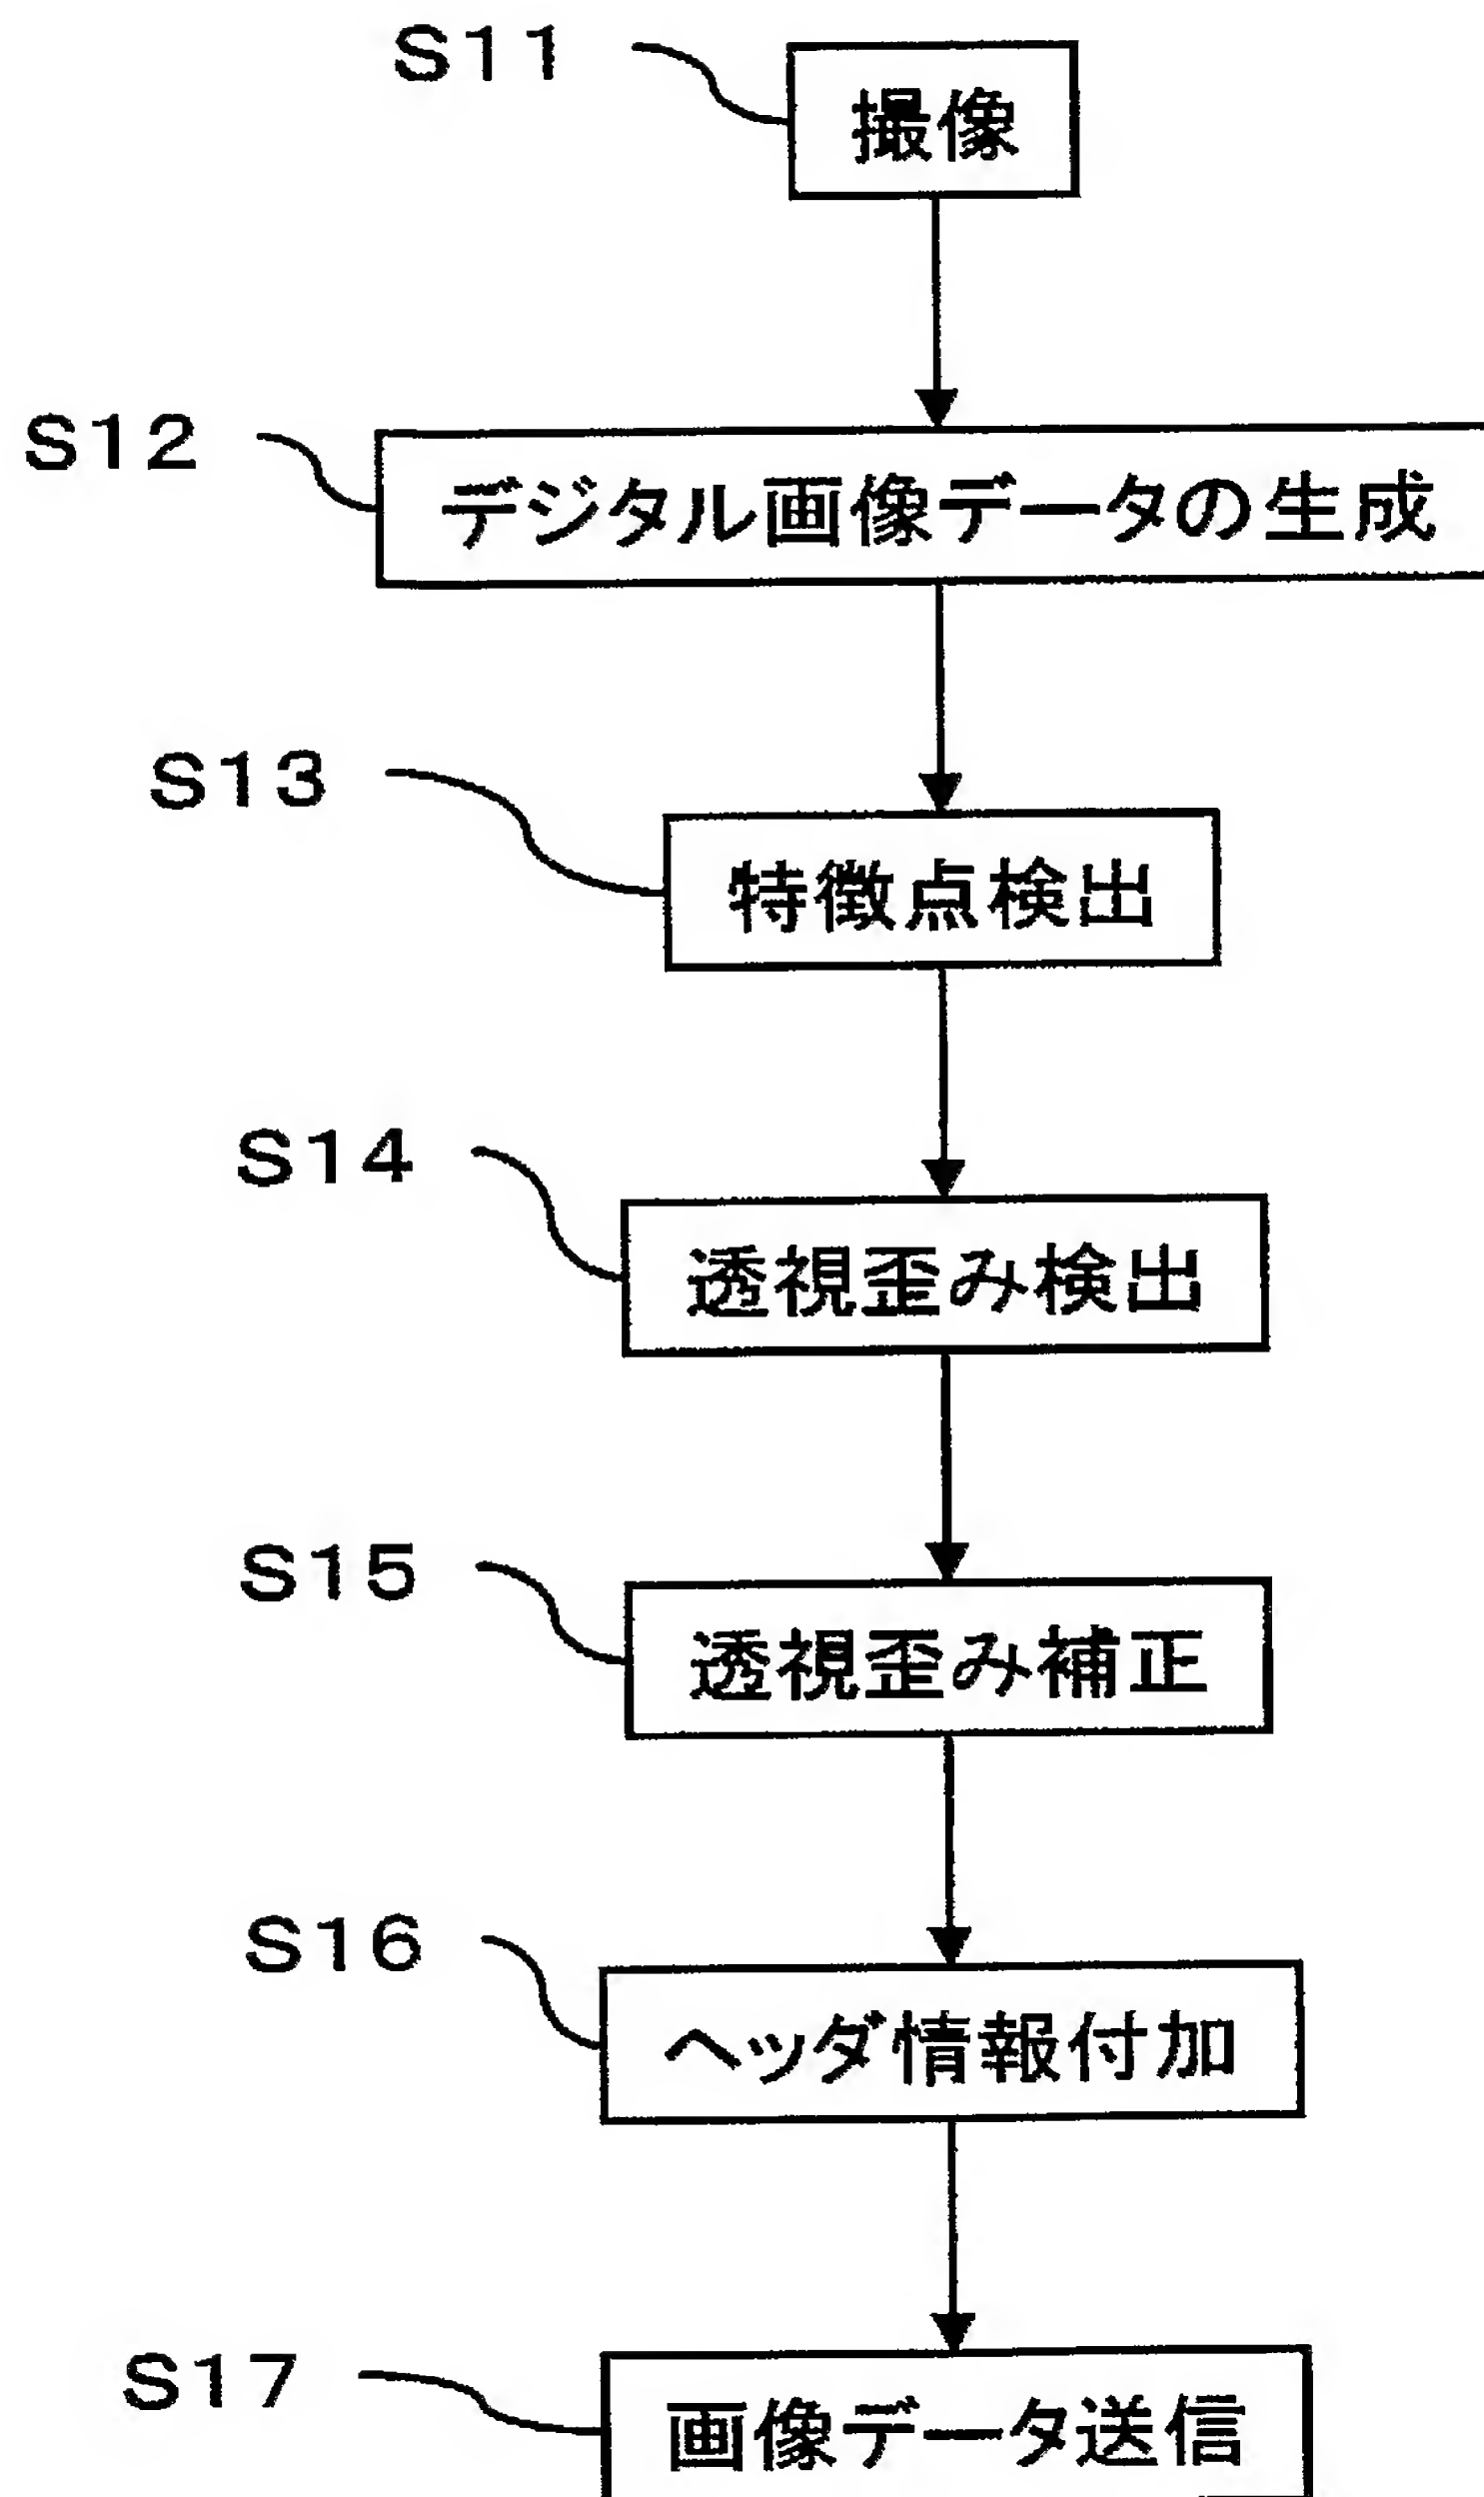 S11
撮像
S12
デジタル画像データの生成
S13
特徴点検出
S14
透視歪み検出
S15
透視歪み補正
S16
ヘッダ情報付加
S17
画像データ送信